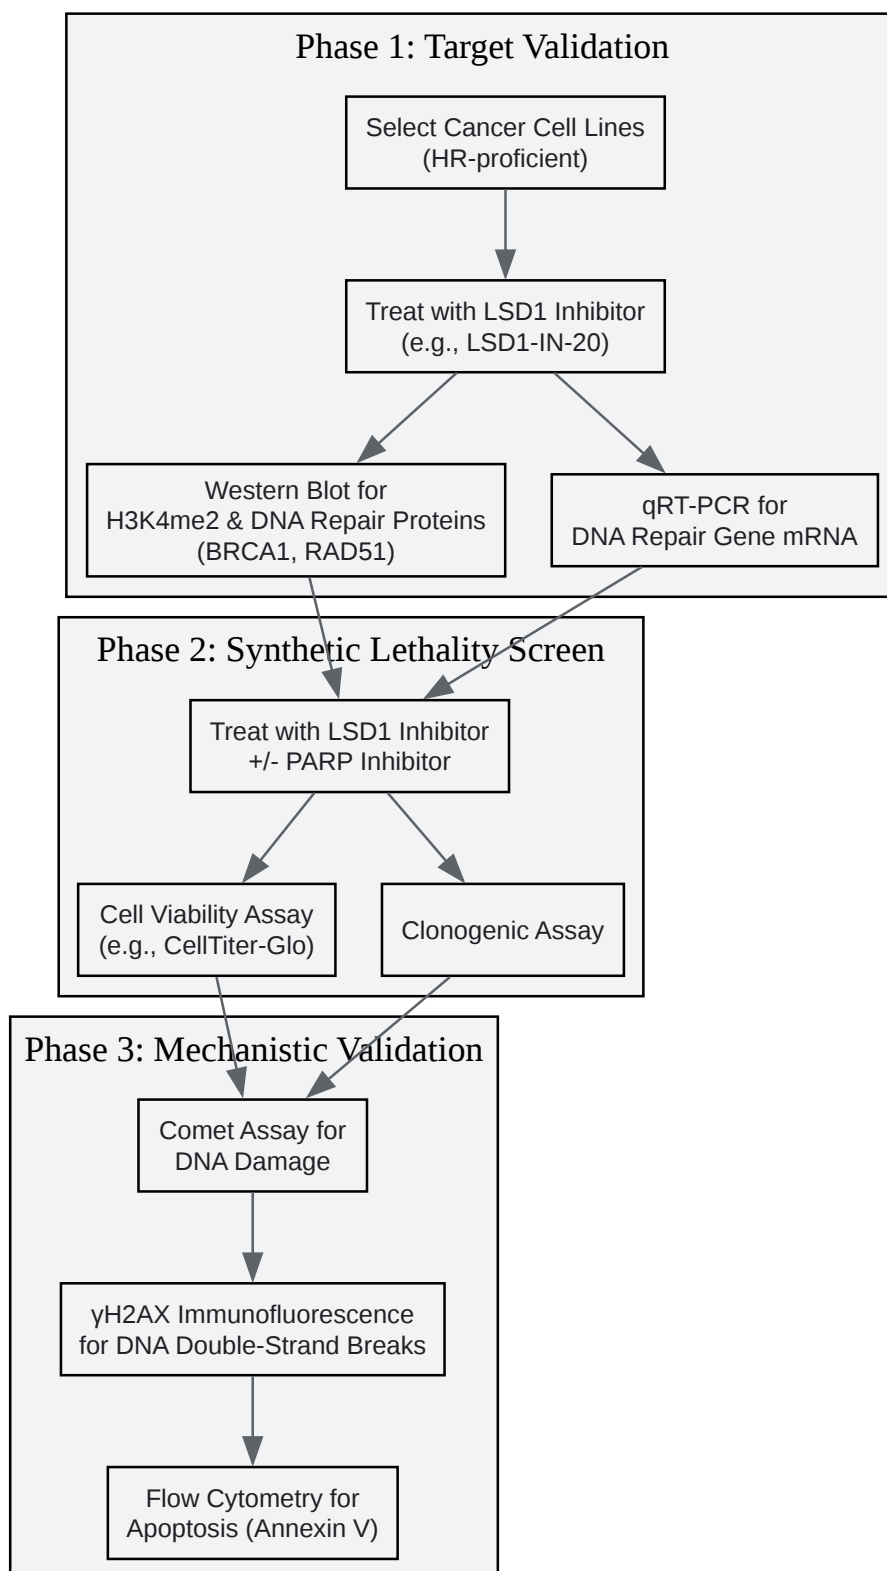 Phase 1: Target Validation
Select Cancer Cell Lines
(HR-proficient)
Treat with LSD1 Inhibitor
(e.g., LSD1-IN-20)
Western Blot for
H3K4me2 & DNA Repair Proteins
(BRCA1, RAD51)
qRT-PCR for
DNA Repair Gene mRNA
Phase 2: Synthetic Lethality Screen
Treat with LSD1 Inhibitor
+/- PARP Inhibitor
Cell Viability Assay
(e.g., CellTiter-Glo)
Clonogenic Assay
Phase 3: Mechanistic Validation
Comet Assay for
DNA Damage
γH2AX Immunofluorescence
for DNA Double-Strand Breaks
Flow Cytometry for
Apoptosis (Annexin V)